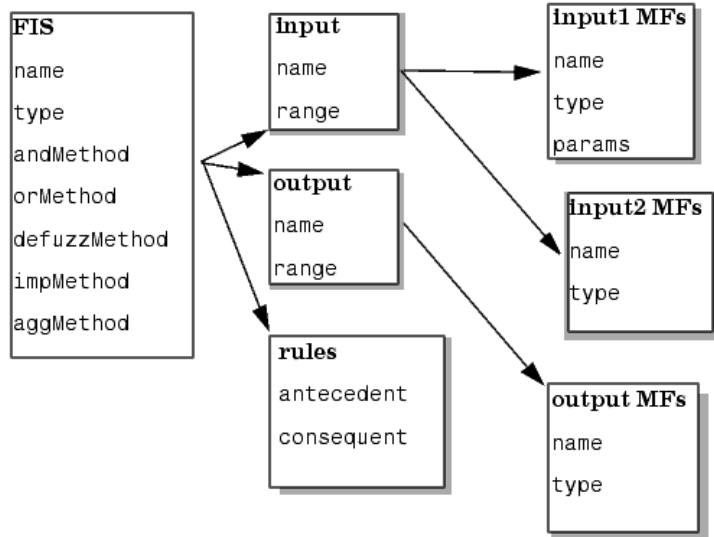 FIS
name
type
andMethod
orMethod
defuzzMethod
impMethod
aggMethod
input
name
range
output
name
range
rules
antecedent
consequent
input1 MFs
name
type
params
input2 MFs
name
type
output MFs
name
type